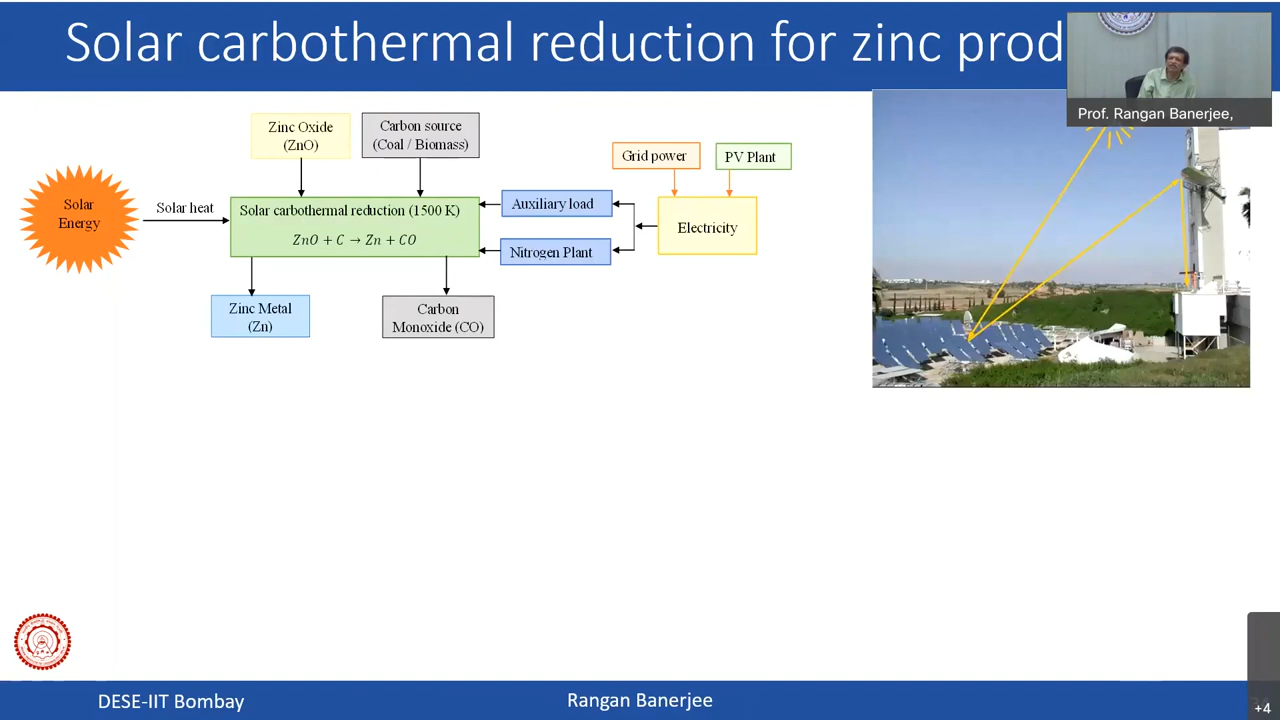 Solar carbothermal reduction for zinc prod
Prof. Rangan Banerjee,
Zinc Oxide
(ZnO)
Carbon source
(Coal / Biomass)
Grid power
PV Plant
Solar
Energy
Solar heat
Solar carbothermal reduction (1500 K)
ZnO + C → Zn + CO
Auxiliary load
Nitrogen Plant
Electricity
Zinc Metal
(Zn)
Carbon
Monoxide (CO)
DESE-IIT Bombay
Rangan Banerjee
+4